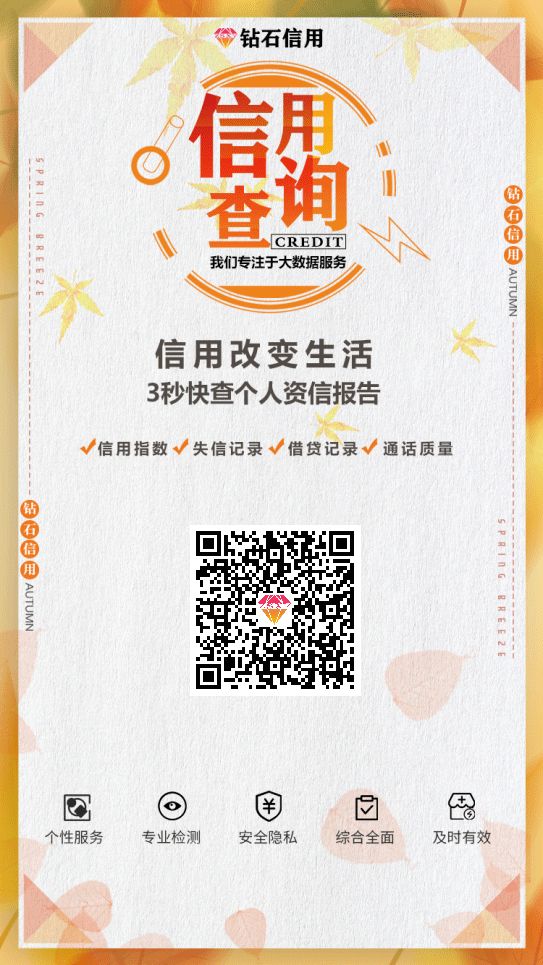 钻石信用
信用
查询
CREDIT
我们专注于大数据服务
SPRING BREEZE
钻石信用
AUTUMN
信用改变生活
3秒快查个人资信报告
信用指数 失信记录 借贷记录 通话质量
钻石信用
AUTUMN
SPRING BREEZE
个性服务 专业检测 安全隐私 综合全面 及时有效